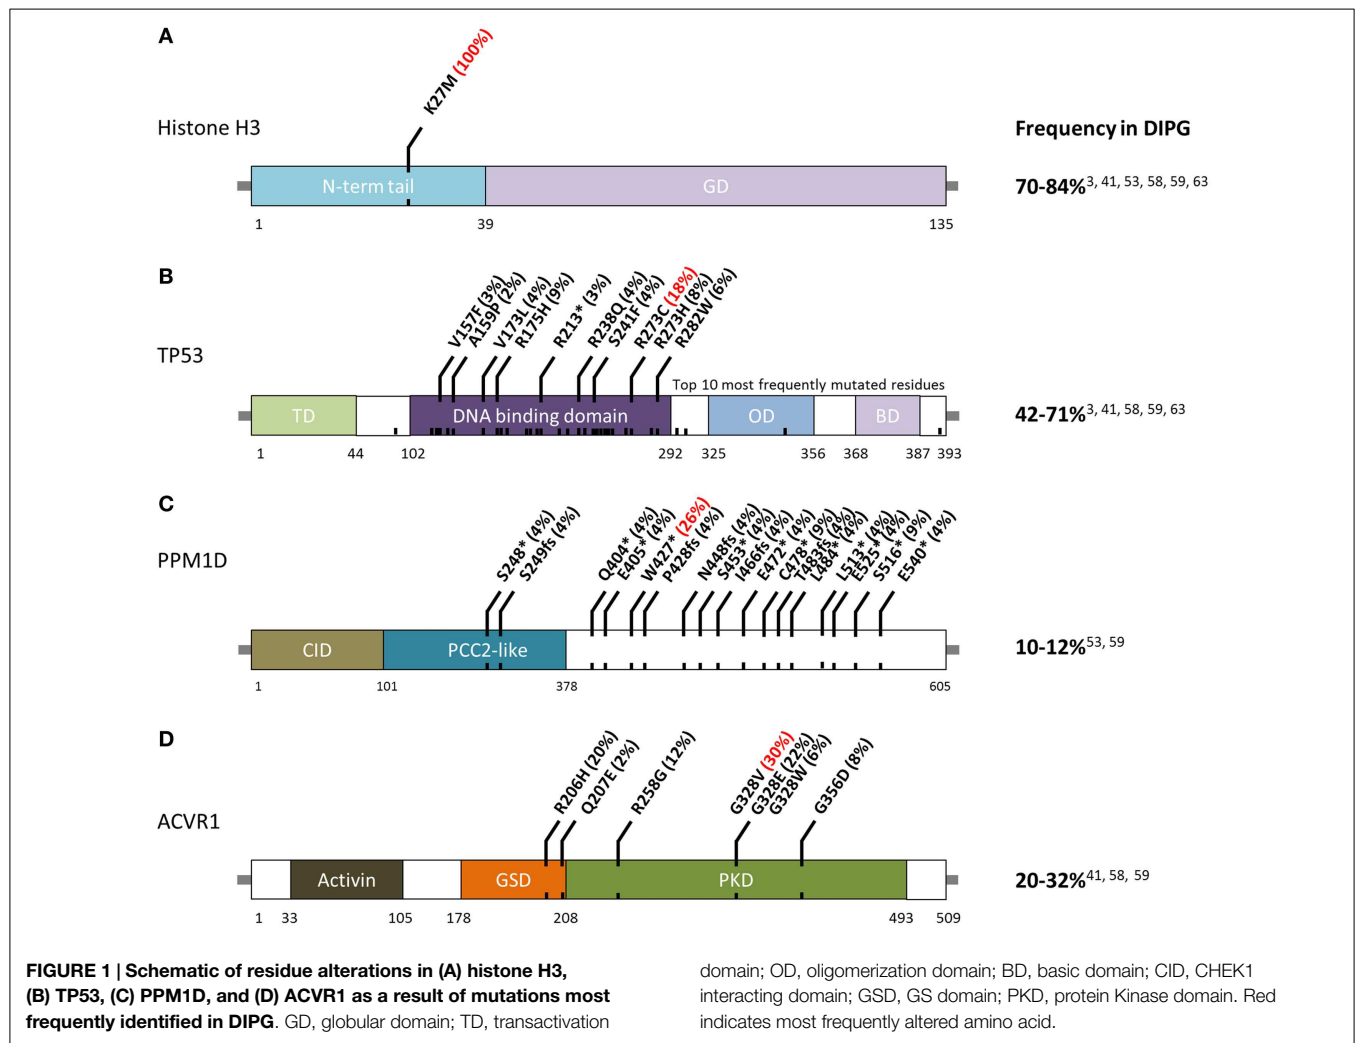 A
K27M (100%)
Histone H3
Frequency in DIPG
N-term tail
GD
70-84%3, 41, 53, 58, 59, 63
1
39
135
B
V157F (3%)
A159P (2%)
V173L (4%)
R175H (9%)
R213* (3%)
R238Q (4%)
S241F (4%)
R273C (18%)
R273H (8%)
R282W (6%)
TP53
Top 10 most frequently mutated residues
TD
DNA binding domain
OD
BD
42-71%3, 41, 58, 59, 63
1
44
102
292
325
356
368
387
393
C
S248* (4%)
S249fs (4%)
Q404* (4%)
E405* (4%)
W427* (26%)
P428fs (4%)
N448fs (4%)
S453* (4%)
I466fs (4%)
E472* (4%)
C478* (9%)
T483fs (4%)
L484* (4%)
L513* (4%)
E525* (4%)
S516* (9%)
E540* (4%)
PPM1D
CID
PCC2-like
10-12%53, 59
1
101
378
605
D
R206H (20%)
Q207E (2%)
R258G (12%)
G328V (30%)
G328E (22%)
G328W (6%)
G356D (8%)
ACVR1
Activin
GSD
PKD
20-32%41, 58, 59
1
33
105
178
208
493
509
FIGURE 1 | Schematic of residue alterations in (A) histone H3,
(B) TP53, (C) PPM1D, and (D) ACVR1 as a result of mutations most
frequently identified in DIPG. GD, globular domain; TD, transactivation
domain; OD, oligomerization domain; BD, basic domain; CID, CHEK1
interacting domain; GSD, GS domain; PKD, protein Kinase domain. Red
indicates most frequently altered amino acid.